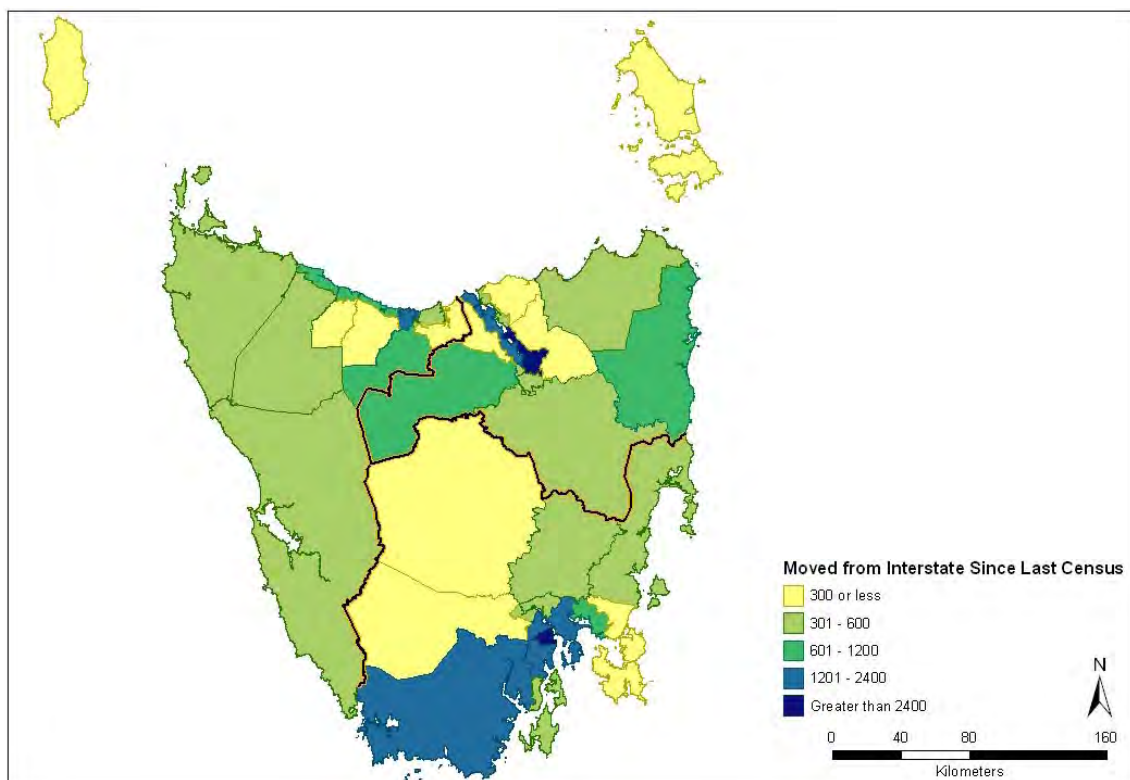 Moved from Interstate Since Last Census
300 or less
301 - 600
601 - 1200
1201 - 2400
Greater than 2400
N
0 40 80 160
Kilometers